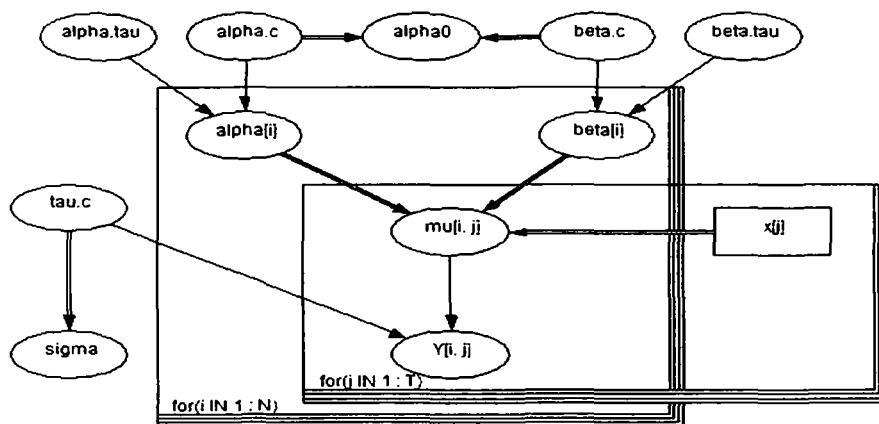 alpha.tau
alpha.c
alpha0
beta.c
beta.tau
alpha[i]
beta[i]
tau.c
mu[i, j]
x[j]
sigma
Y[i, j]
for(j IN 1 : T)
for(i IN 1 : N)